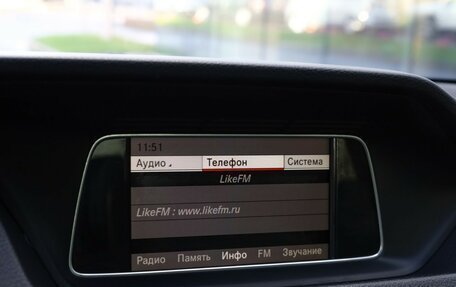 11:51
Аудио Телефон Система
LikeFM
LikeFM : www.likefm.ru
Радио Память Инфо FM Звучание